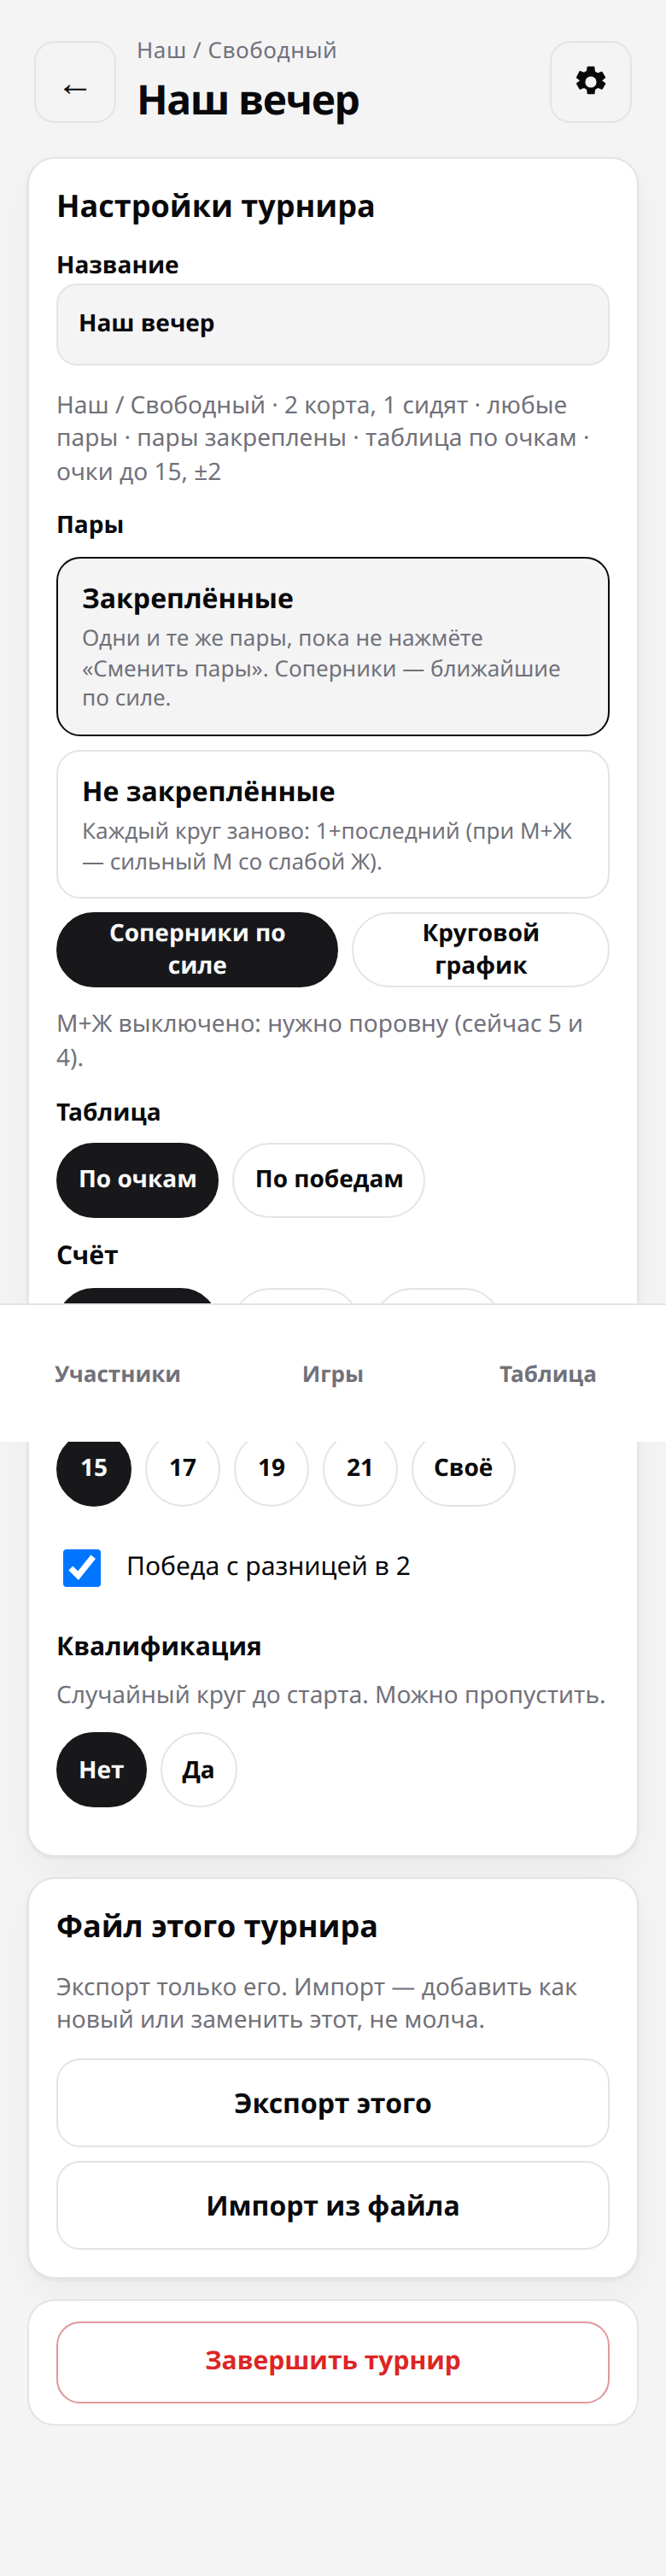 ←
Наш / Свободный
Наш вечер
Настройки турнира
Название
Наш вечер
Наш / Свободный · 2 корта, 1 сидят · любые
пары · пары закреплены · таблица по очкам ·
очки до 15, ±2
Пары
Закреплённые
Одни и те же пары, пока не нажмёте
«Сменить пары». Соперники — ближайшие
по силе.
Не закреплённые
Каждый круг заново: 1+последний (при М+Ж
— сильный М со слабой Ж).
Соперники по
силе
Круговой
график
М+Ж выключено: нужно поровну (сейчас 5 и
4).
Таблица
По очкам
По победам
Счёт
Участники
Игры
Таблица
15
17
19
21
Своё
Победа с разницей в 2
Квалификация
Случайный круг до старта. Можно пропустить.
Нет
Да
Файл этого турнира
Экспорт только его. Импорт — добавить как
новый или заменить этот, не молча.
Экспорт этого
Импорт из файла
Завершить турнир